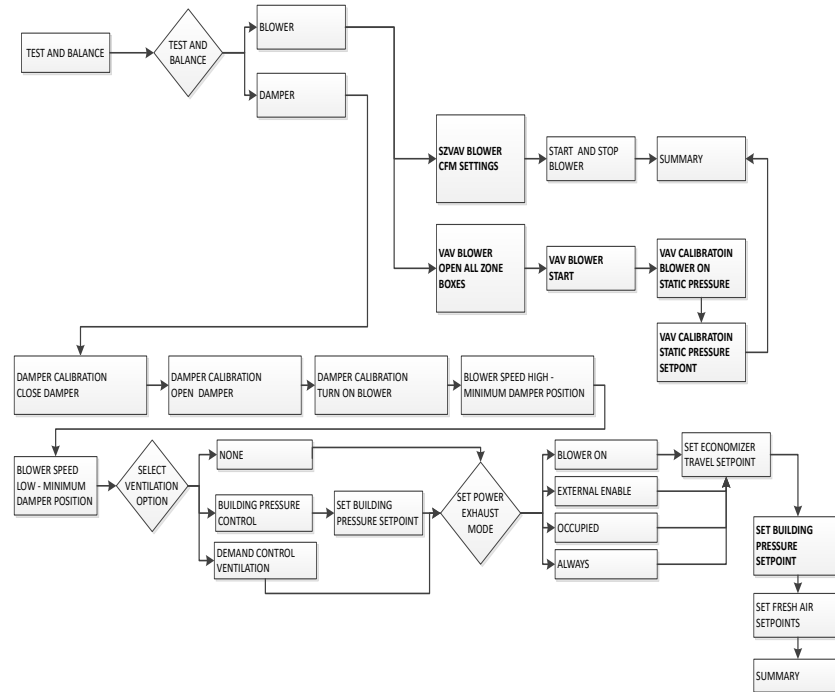 TEST AND BALANCE
TEST AND
BALANCE
BLOWER
DAMPER
SZVAV BLOWER
CFM SETTINGS
START AND STOP
BLOWER
SUMMARY
VAV BLOWER
OPEN ALL ZONE
BOXES
VAV BLOWER
START
VAV CALIBRATOIN
BLOWER ON
STATIC PRESSURE
VAV CALIBRATOIN
STATIC PRESSURE
SETPONT
DAMPER CALIBRATION
CLOSE DAMPER
DAMPER CALIBRATION
OPEN DAMPER
DAMPER CALIBRATION
TURN ON BLOWER
BLOWER SPEED HIGH -
MINIMUM DAMPER POSITION
BLOWER SPEED
LOW - MINIMUM
DAMPER POSITION
SELECT
VENTILATION
OPTION
NONE
BUILDING PRESSURE
CONTROL
SET BUILDING
PRESSURE SETPOINT
DEMAND CONTROL
VENTILATION
SET POWER
EXHAUST
MODE
BLOWER ON
EXTERNAL ENABLE
OCCUPIED
ALWAYS
SET ECONOMIZER
TRAVEL SETPOINT
SET BUILDING
PRESSURE
SETPOINT
SET FRESH AIR
SETPOINTS
SUMMARY